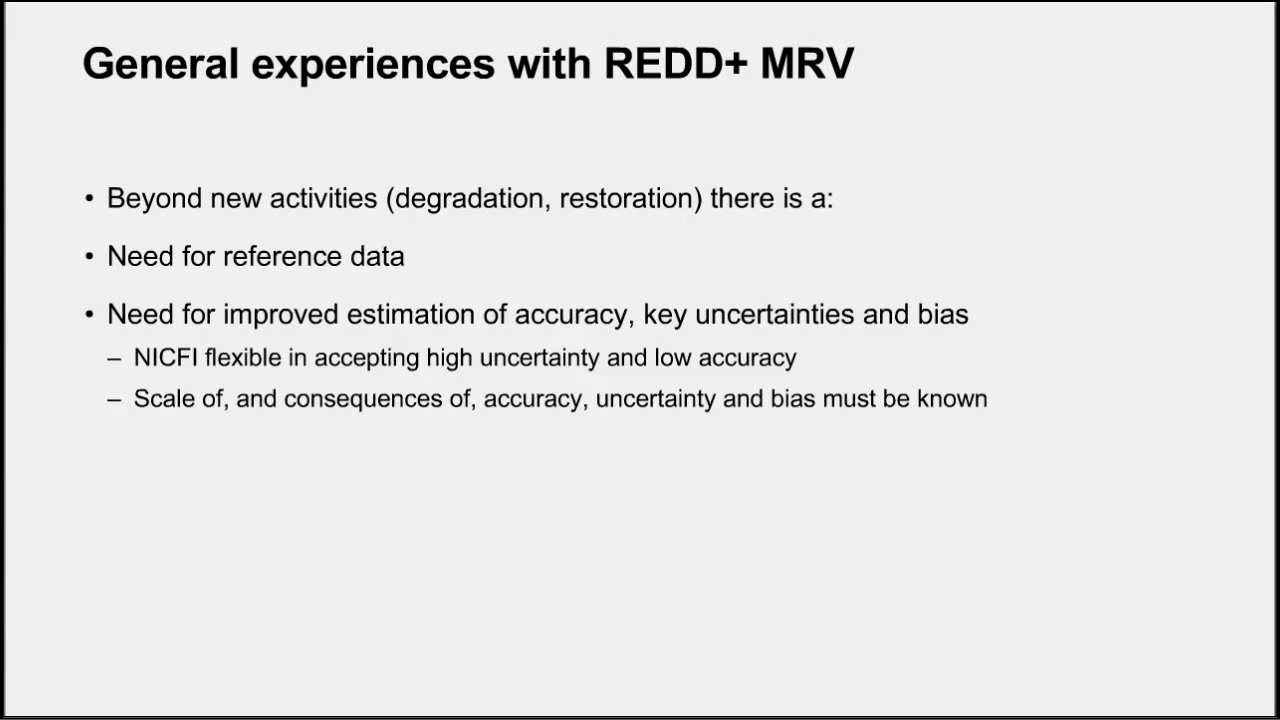 General experiences with REDD+ MRV
• Beyond new activities (degradation, restoration) there is a:
• Need for reference data
• Need for improved estimation of accuracy, key uncertainties and bias
– NICFI flexible in accepting high uncertainty and low accuracy
– Scale of, and consequences of, accuracy, uncertainty and bias must be known